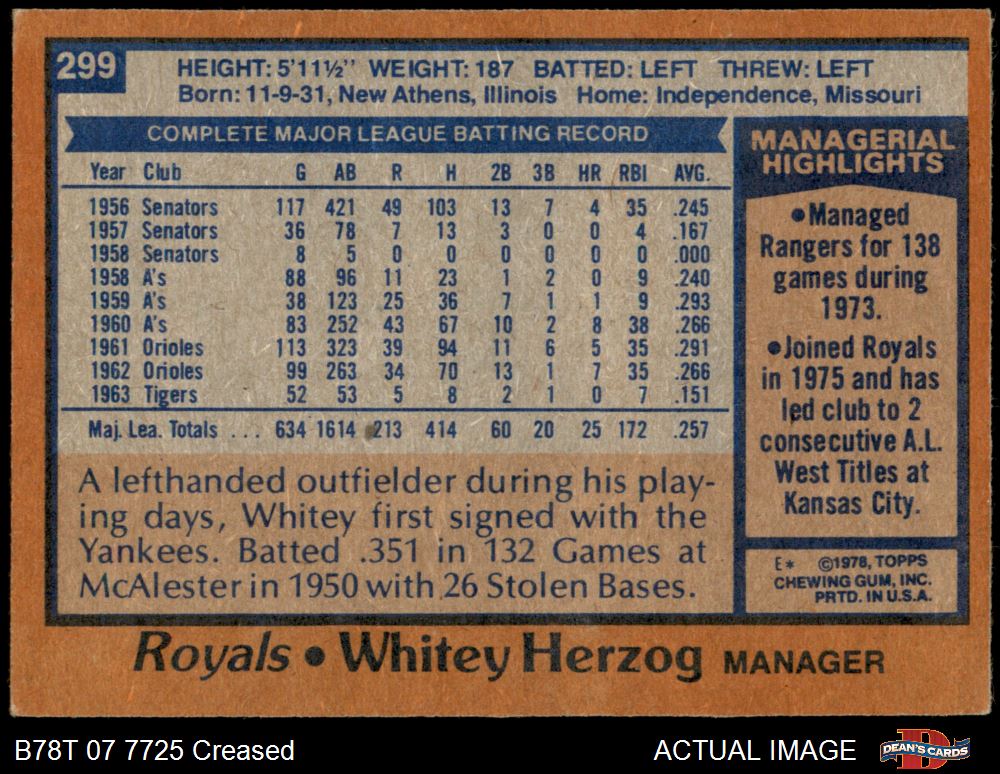 299
HEIGHT: 5'11½" WEIGHT: 187 BATTED: LEFT THREW: LEFT
Born: 11-9-31, New Athens, Illinois Home: Independence, Missouri
COMPLETE MAJOR LEAGUE BATTING RECORD
Year Club G AB R H 2B 3B HR RBI AVG.
1956 Senators 117 421 49 103 13 7 4 35 .245
1957 Senators 36 78 7 13 3 0 0 4 .167
1958 Senators 8 5 0 0 0 0 0 0 .000
1958 A's 88 96 11 23 1 2 0 9 .240
1959 A's 38 123 25 36 7 1 1 9 .293
1960 A's 83 252 43 67 10 2 8 38 .266
1961 Orioles 113 323 39 94 11 6 5 35 .291
1962 Orioles 99 263 34 70 13 1 7 35 .266
1963 Tigers 52 53 5 8 2 1 0 7 .151
Maj. Lea. Totals ... 634 1614 213 414 60 20 25 172 .257
A lefthanded outfielder during his play-
ing days, Whitey first signed with the
Yankees. Batted .351 in 132 Games at
McAlester in 1950 with 26 Stolen Bases.
MANAGERIAL
HIGHLIGHTS
•Managed
Rangers for 138
games during
1973.
•Joined Royals
in 1975 and has
led club to 2
consecutive A.L.
West Titles at
Kansas City.
E* ©1978, TOPPS
CHEWING GUM, INC.
PRTD. IN U.S.A.
Royals • Whitey Herzog MANAGER
B78T 07 7725 Creased ACTUAL IMAGE DEAN'S CARDS